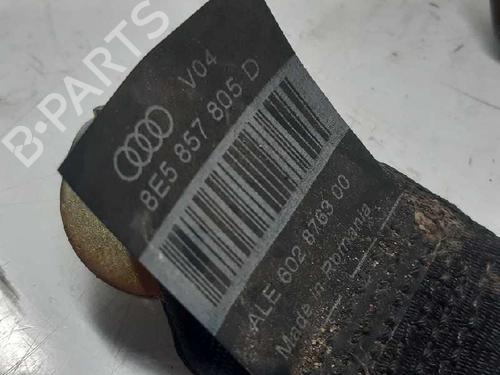 B-PARTS
V04
8E5 857 805 D
ALE 602 8763 00
Made in Romania